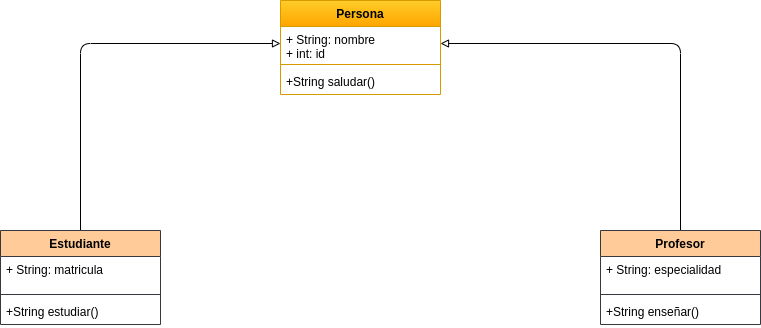 Persona
+ String: nombre
+ int: id
+String saludar()
Estudiante
+ String: matricula
+String estudiar()
Profesor
+ String: especialidad
+String enseñar()